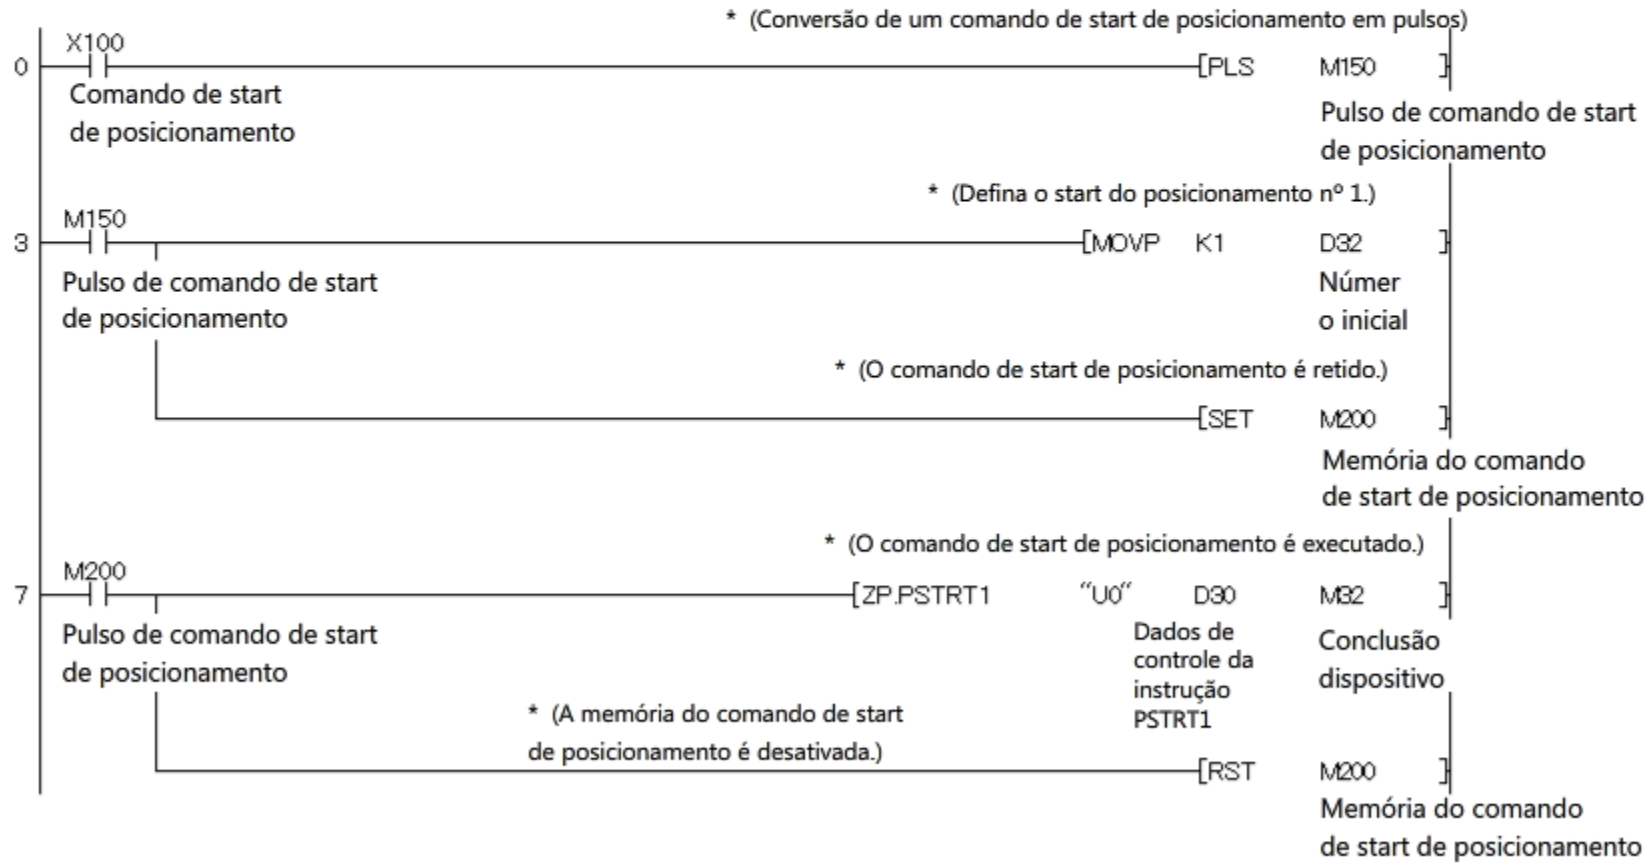 * (Conversão de um comando de start de posicionamento em pulsos)
X100
0 [PLS M150 ]
Comando de start
de posicionamento
Pulso de comando de start
de posicionamento
* (Defina o start do posicionamento nº 1.)
M150
3 [MOVP K1 D32 ]
Pulso de comando de start
de posicionamento
Númer
o inicial
* (O comando de start de posicionamento é retido.)
[SET M200 ]
Memória do comando
de start de posicionamento
* (O comando de start de posicionamento é executado.)
M200
7 [ZP.PSTRT1 “U0” D30 M32 ]
Pulso de comando de start
de posicionamento
Dados de
controle da
instrução
PSTRT1
Conclusão
dispositivo
* (A memória do comando de start
de posicionamento é desativada.)
[RST M200 ]
Memória do comando
de start de posicionamento